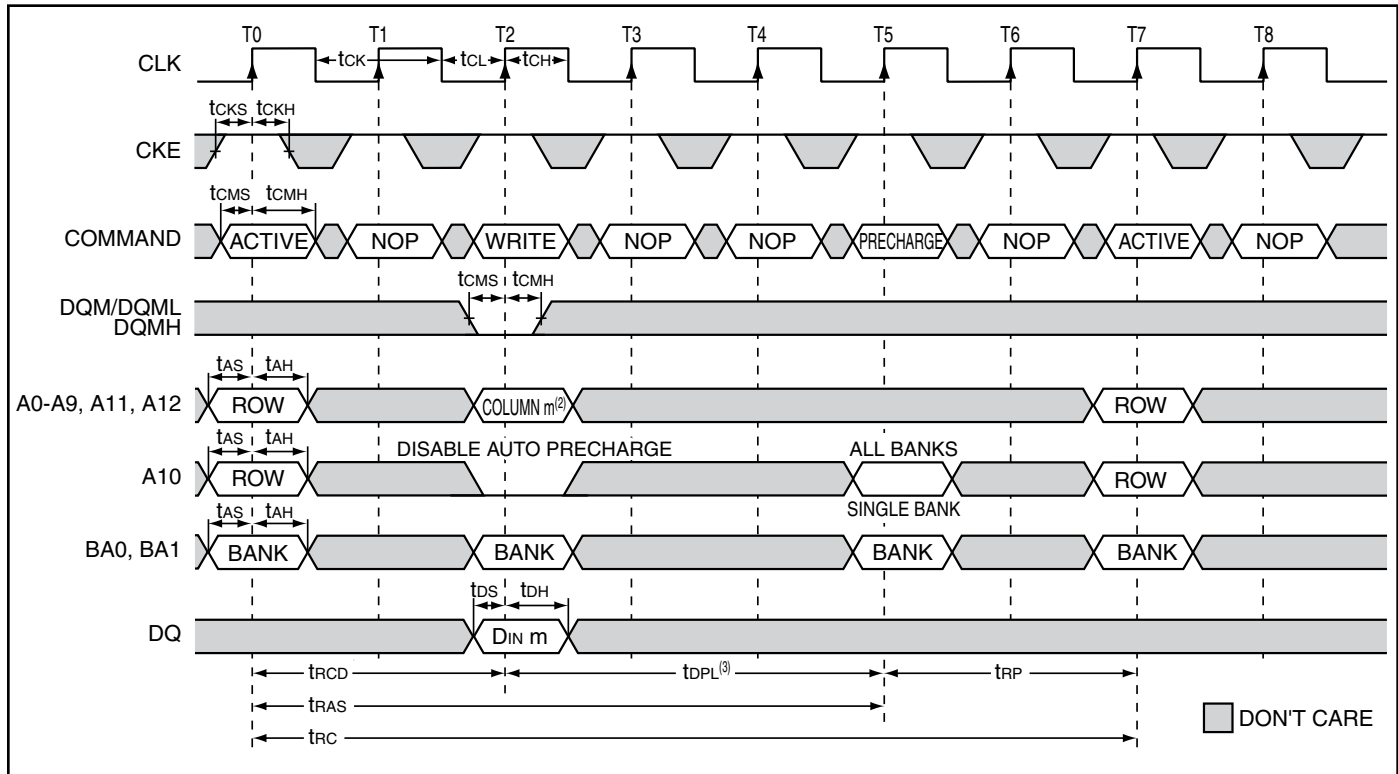 T0 T1 T2 T3 T4 T5 T6 T7 T8
CLK tCK tCL tCH
tCKS tCKH
CKE
tCMS tCMH
COMMAND ACTIVE NOP WRITE NOP NOP PRECHARGE NOP ACTIVE NOP
tCMS tCMH
DQM/DQML
DQMH
tAS tAH
A0-A9, A11, A12 ROW COLUMN m(2) ROW
tAS tAH DISABLE AUTO PRECHARGE ALL BANKS
A10 ROW ROW
tAS tAH SINGLE BANK
BA0, BA1 BANK BANK BANK BANK
tDS tDH
DQ DIN m
tRCD tDPL(3) tRP
tRAS
DON'T CARE
tRC